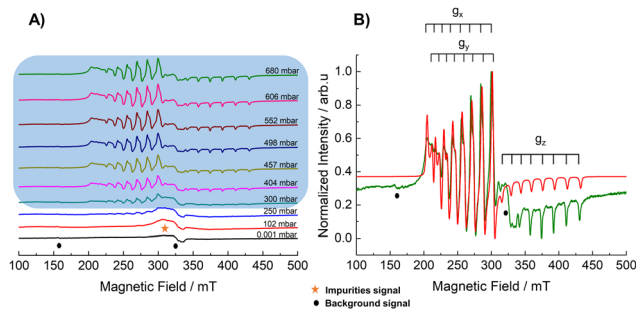 A)
680 mbar
606 mbar
552 mbar
498 mbar
457 mbar
404 mbar
300 mbar
250 mbar
102 mbar
0.001 mbar
100 150 200 250 300 350 400 450 500
Magnetic Field / mT
B)
gx
gy
gz
Normalized Intensity / arb.u
1.0
0.8
0.6
0.4
0.2
0.0
100 150 200 250 300 350 400 450 500
Magnetic Field / mT
Impurities signal
Background signal